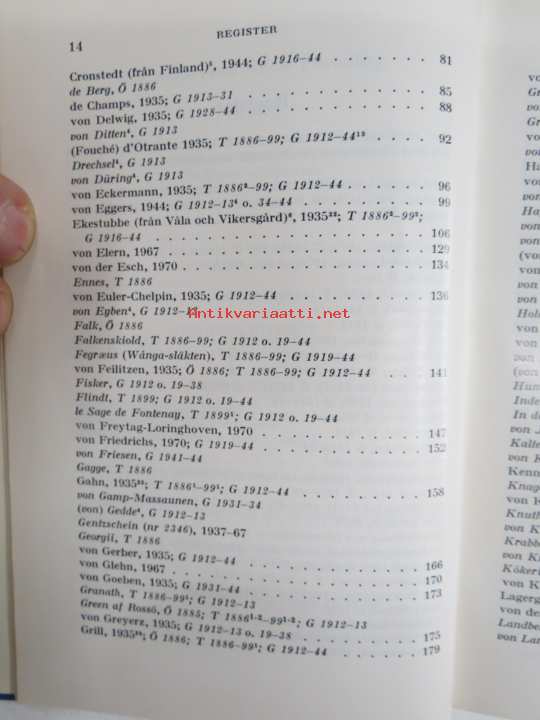 14
REGISTER
Cronstedt (från Finland)¹, 1944; G 1916–44 . . . . . . . 81
de Berg, Ö 1886
de Champs, 1935; G 1913–31 . . . . . . . . . . . . . 85
von Delwig, 1935; G 1928–44 . . . . . . . . . . . . . 88
von Ditten⁴, G 1913
(Fouché) d'Otrante 1935; T 1886–99; G 1912–44¹⁹ . . . . . . 92
Drechsel⁴, G 1913
von Düring⁴, G 1913
von Eckermann, 1935; T 1886²–99; G 1912–44 . . . . . . . 96
von Eggers, 1944; G 1912–13⁴ o. 34–44 . . . . . . . . . 99
Ekestubbe (från Våla och Vikersgård)², 1935²²; T 1886²–99²;
G 1916–44 . . . . . . . . . . . . . . . . . . 106
von Elern, 1967 . . . . . . . . . . . . . . . . . 129
von der Esch, 1970 . . . . . . . . . . . . . . . . 134
Ennes, T 1886
von Euler-Chelpin, 1935; G 1912–44 . . . . . . . . . . 136
von Egben⁴, G 1912–13
Falk, Ö 1886
Falkenskiold, T 1886–99; G 1912 o. 19–44
Fegræus (Wånga-släkten), T 1886–99; G 1919–44
von Feilitzen, 1935; Ö 1886; T 1886–99; G 1912–44 . . . 141
Fisker, G 1912 o. 19–38
Flindt, T 1899; G 1912 o. 19–44
le Sage de Fontenay, T 1899¹; G 1912 o. 19–44
von Freytag-Loringhoven, 1970 . . . . . . . . . . . . 147
von Friedrichs, 1970; G 1919–44 . . . . . . . . . . . 152
von Friesen, G 1941–44
Gagge, T 1886
Gahn, 1935²²; T 1886¹–99¹; G 1912–44 . . . . . . . . . 158
von Gamp-Massaunen, G 1931–34
(von) Gedde⁴, G 1912–13
Genitzschein (nr 2346), 1937–67
Georgii, T 1886
von Gerber, 1935; G 1912–44 . . . . . . . . . . . . 166
von Glehn, 1967 . . . . . . . . . . . . . . . . . 170
von Goeben, 1935; G 1931–44 . . . . . . . . . . . . 173
Granath, T 1886–99¹; G 1912–13
Green af Rossö, Ö 1885; T 1886¹⁻²–99¹⁻²; G 1912–13
von Greyerz, 1935; G 1912–13 o. 19–38 . . . . . . . . . 175
Grill, 1935²⁴; Ö 1886; T 1886–99¹; G 1912–44 . . . . . . 179
Antikvariaatti.net